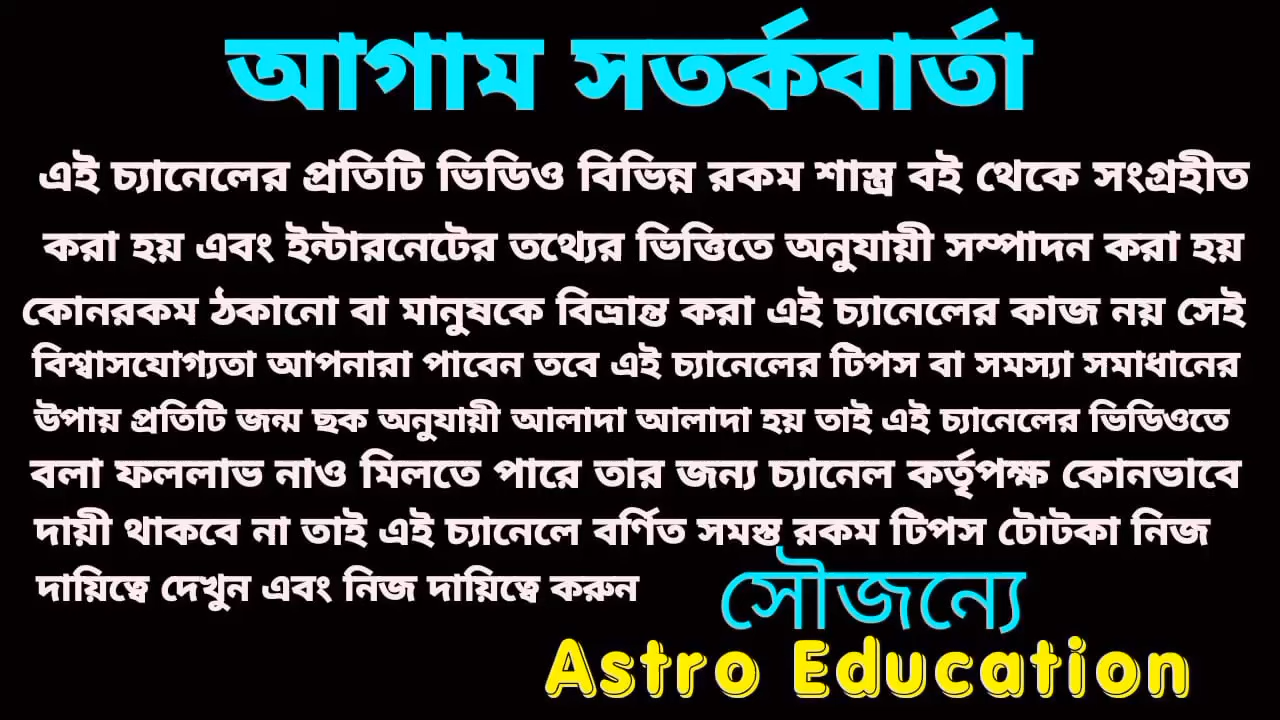 আগাম সতর্কবার্তা
এই চ্যানেলের প্রতিটি ভিডিও বিভিন্ন রকম শাস্ত্র বই থেকে সংগ্রহীত
করা হয় এবং ইন্টারনেটের তথ্যের ভিত্তিতে অনুযায়ী সম্পাদন করা হয়
কোনরকম ঠকানো বা মানুষকে বিভ্রান্ত করা এই চ্যানেলের কাজ নয় সেই
বিশ্বাসযোগ্যতা আপনারা পাবেন তবে এই চ্যানেলের টিপস বা সমস্যা সমাধানের
উপায় প্রতিটি জন্ম ছক অনুযায়ী আলাদা আলাদা হয় তাই এই চ্যানেলের ভিডিওতে
বলা ফললাভ নাও মিলতে পারে তার জন্য চ্যানেল কর্তৃপক্ষ কোনভাবে
দায়ী থাকবে না তাই এই চ্যানেলে বর্ণিত সমস্ত রকম টিপস টোটকা নিজ
দায়িত্বে দেখুন এবং নিজ দায়িত্বে করুন
সৌজন্যে
Astro Education